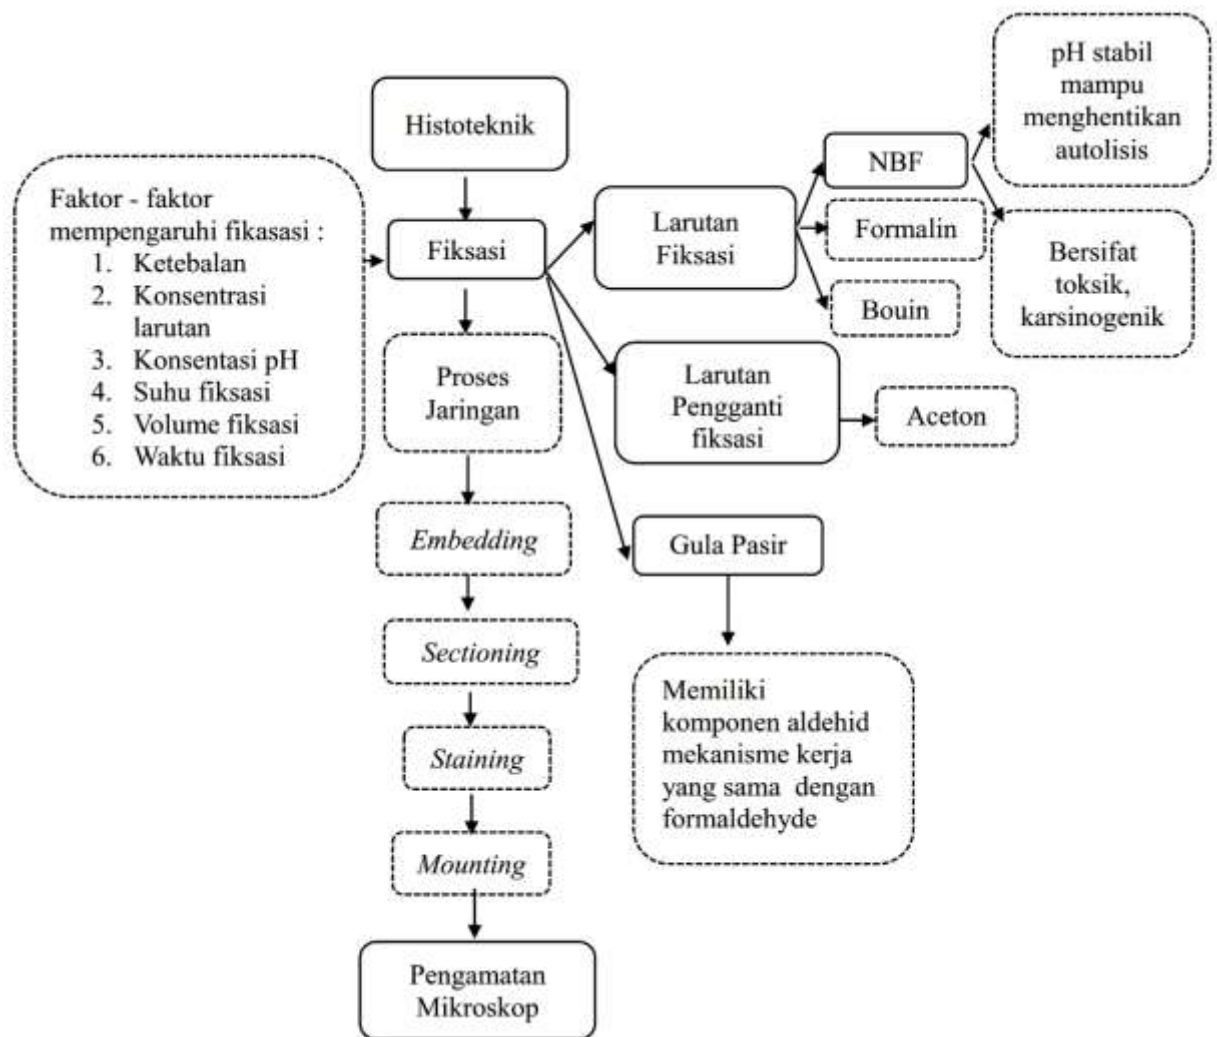 Histoteknik
Faktor - faktor
mempengaruhi fikasasi :
1. Ketebalan
2. Konsentrasi
larutan
3. Konsentasi pH
4. Suhu fiksasi
5. Volume fiksasi
6. Waktu fiksasi
Fiksasi
Larutan
Fiksasi
NBF
Formalin
Bouin
pH stabil
mampu
menghentikan
autolisis
Bersifat
toksik,
karsinogenik
Proses
Jaringan
Larutan
Pengganti
fiksasi
Aceton
Embedding
Gula Pasir
Sectioning
Memiliki
komponen aldehid
mekanisme kerja
yang sama dengan
formaldehyde
Staining
Mounting
Pengamatan
Mikroskop